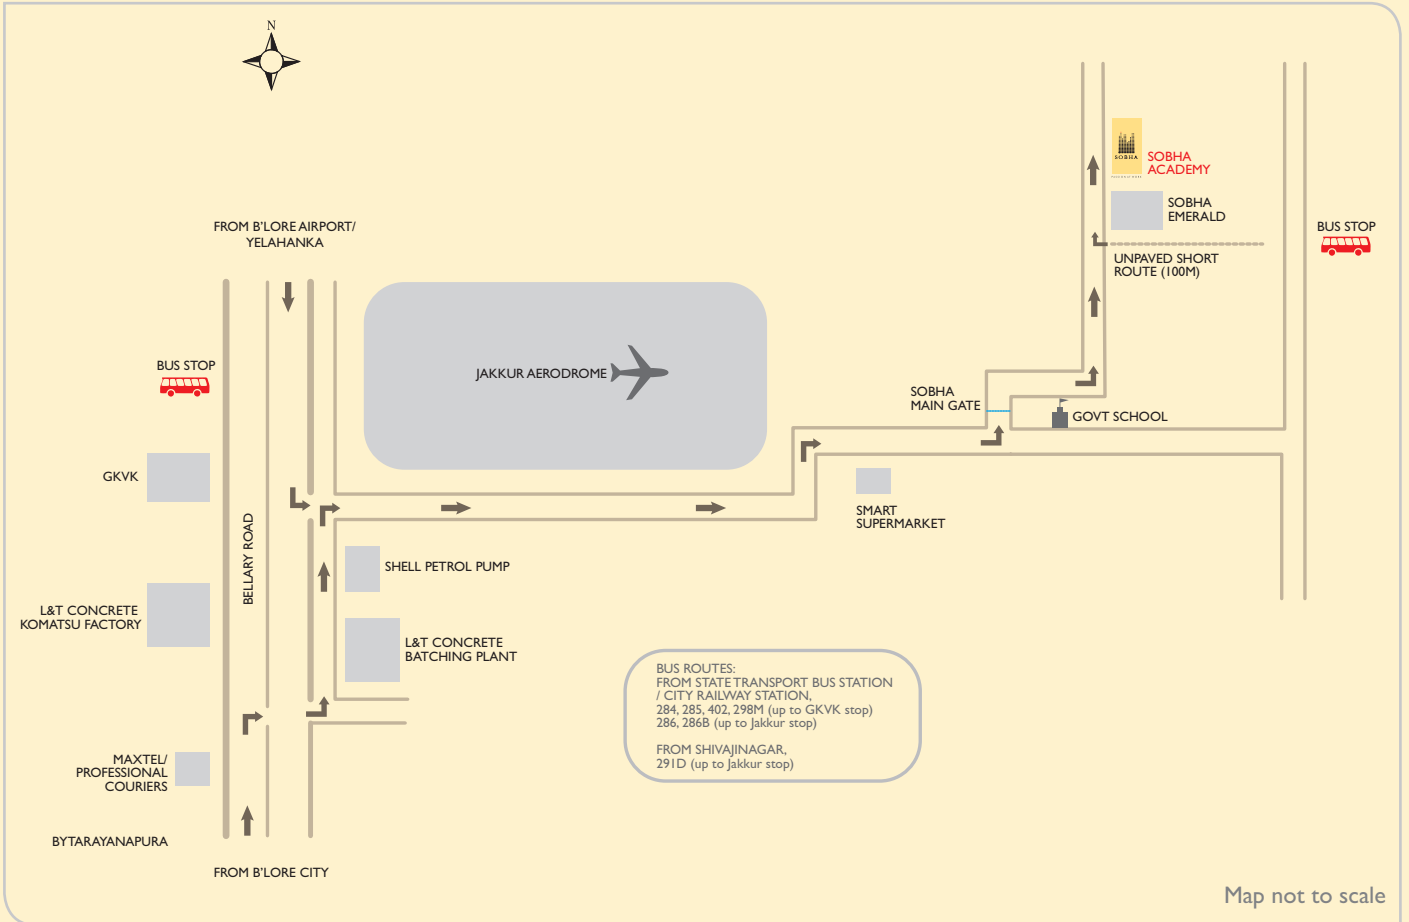 N
SOBHA
SOBHA
ACADEMY
SOBHA
EMERALD
FROM B'LORE AIRPORT/
YELAHANKA
BUS STOP
UNPAVED SHORT
ROUTE (100M)
BUS STOP
JAKKUR AERODROME
SOBHA
MAIN GATE
GOVT SCHOOL
GKVK
SMART
SUPERMARKET
BELLARY ROAD
SHELL PETROL PUMP
L&T CONCRETE
KOMATSU FACTORY
L&T CONCRETE
BATCHING PLANT
BUS ROUTES:
FROM STATE TRANSPORT BUS STATION
/ CITY RAILWAY STATION,
284, 285, 402, 298M (up to GKVK stop)
286, 286B (up to Jakkur stop)
FROM SHIVAJINAGAR,
291D (up to Jakkur stop)
MAXTEL/
PROFESSIONAL
COURIERS
BYTARAYANAPURA
FROM B'LORE CITY
Map not to scale